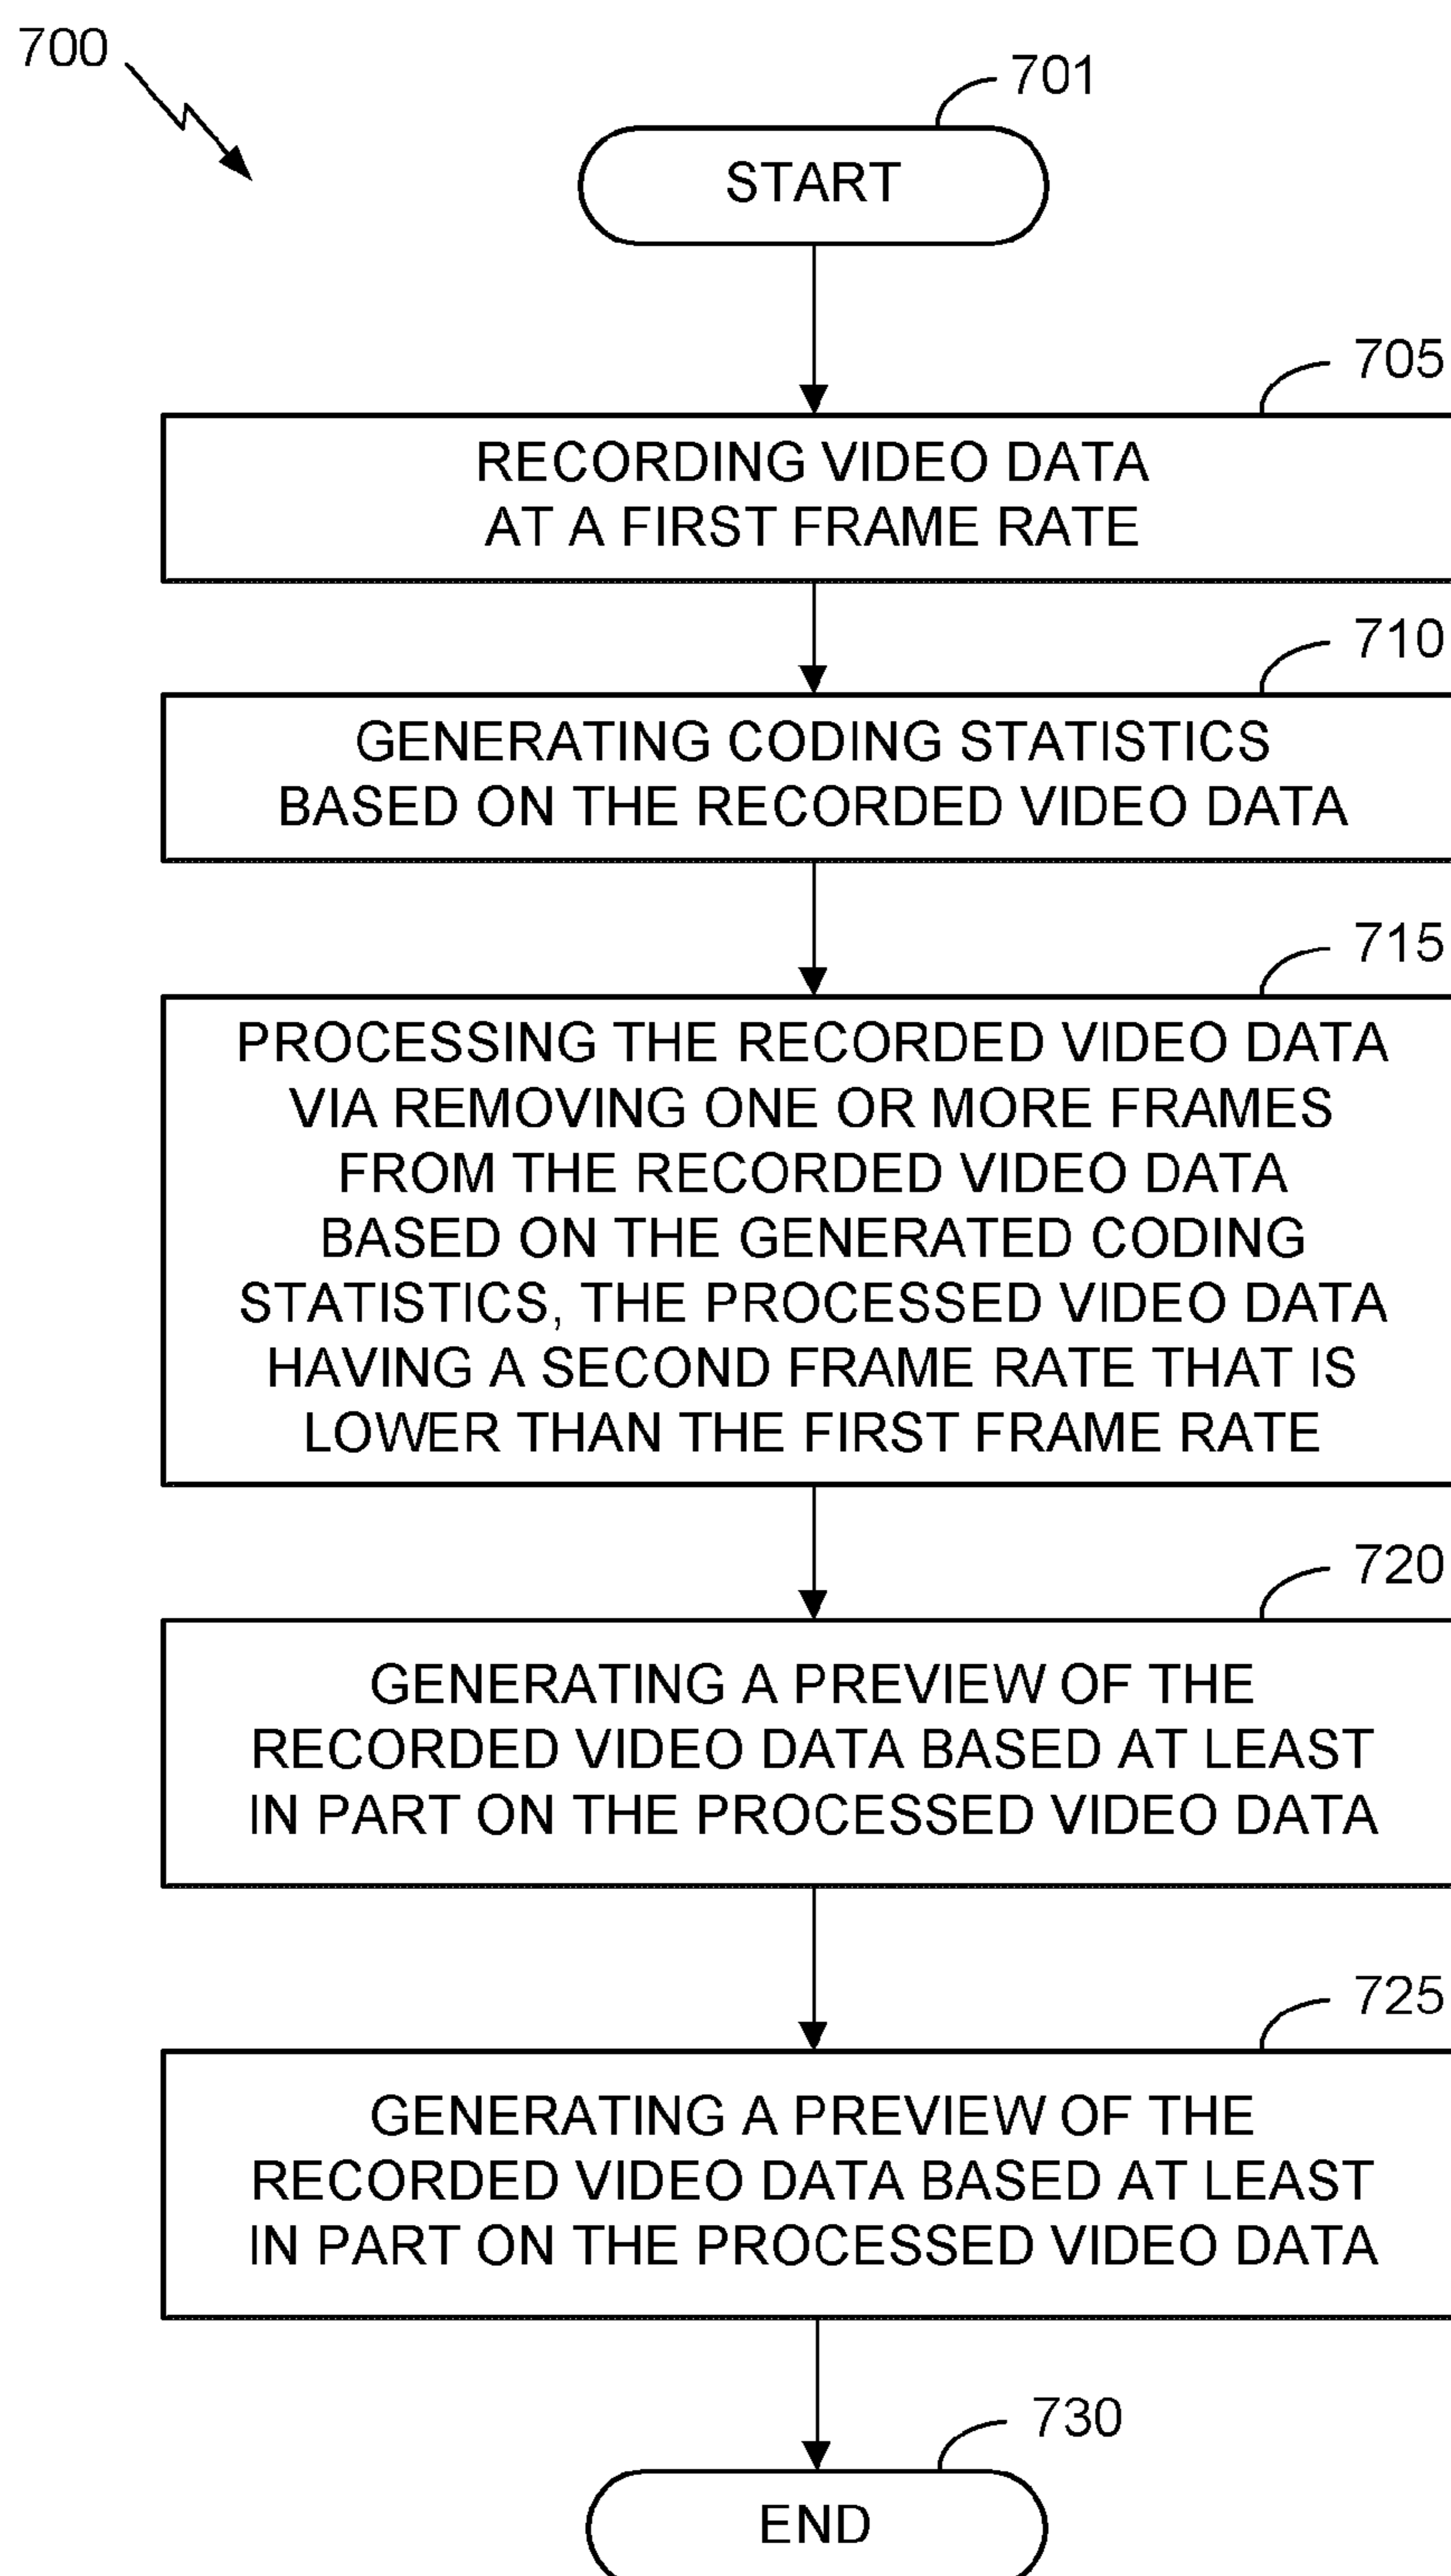 700
701
START
705
RECORDING VIDEO DATA
AT A FIRST FRAME RATE
710
GENERATING CODING STATISTICS
BASED ON THE RECORDED VIDEO DATA
715
PROCESSING THE RECORDED VIDEO DATA
VIA REMOVING ONE OR MORE FRAMES
FROM THE RECORDED VIDEO DATA
BASED ON THE GENERATED CODING
STATISTICS, THE PROCESSED VIDEO DATA
HAVING A SECOND FRAME RATE THAT IS
LOWER THAN THE FIRST FRAME RATE
720
GENERATING A PREVIEW OF THE
RECORDED VIDEO DATA BASED AT LEAST
IN PART ON THE PROCESSED VIDEO DATA
725
GENERATING A PREVIEW OF THE
RECORDED VIDEO DATA BASED AT LEAST
IN PART ON THE PROCESSED VIDEO DATA
730
END